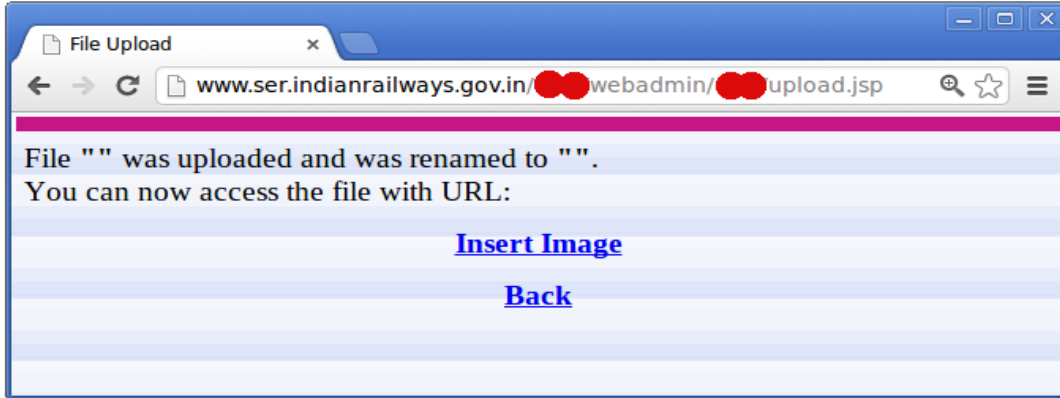 File Upload
www.ser.indianrailways.gov.in/ webadmin/ upload.jsp
File "" was uploaded and was renamed to "".
You can now access the file with URL:
Insert Image
Back